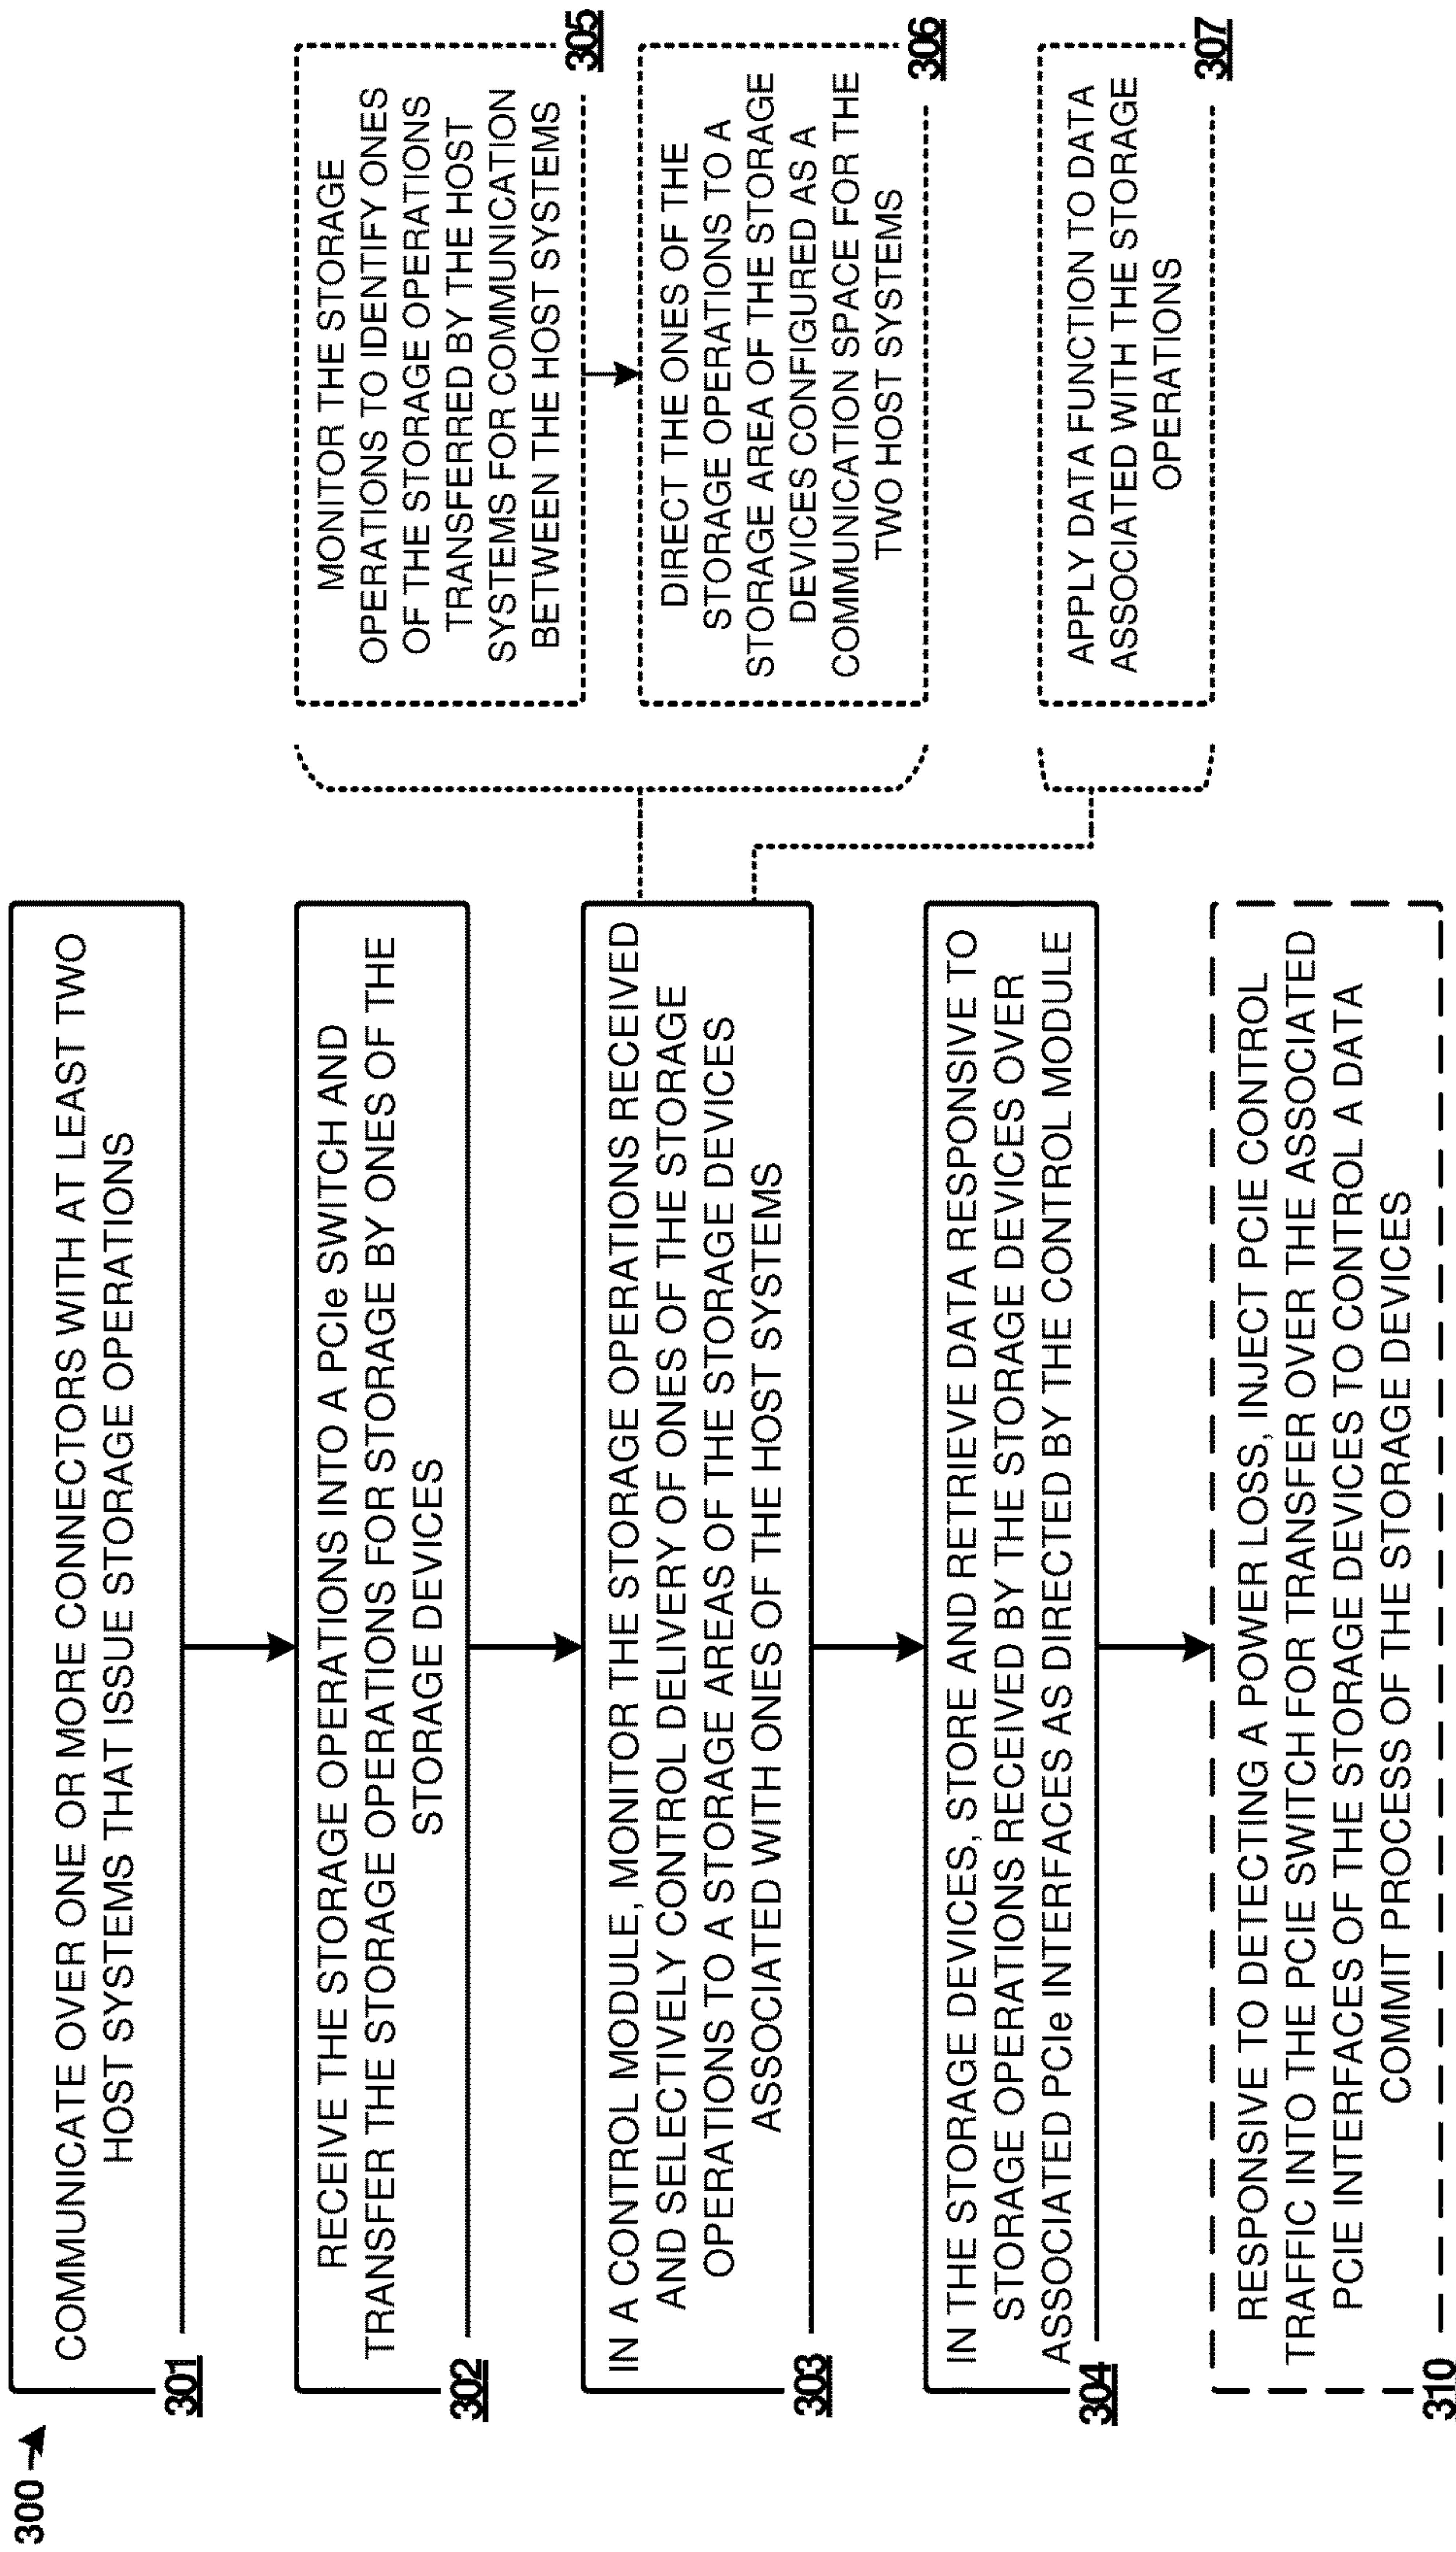 300
COMMUNICATE OVER ONE OR MORE CONNECTORS WITH AT LEAST TWO
HOST SYSTEMS THAT ISSUE STORAGE OPERATIONS
301
RECEIVE THE STORAGE OPERATIONS INTO A PCIe SWITCH AND
TRANSFER THE STORAGE OPERATIONS FOR STORAGE BY ONES OF THE
STORAGE DEVICES
302
IN A CONTROL MODULE, MONITOR THE STORAGE OPERATIONS RECEIVED
AND SELECTIVELY CONTROL DELIVERY OF ONES OF THE STORAGE
OPERATIONS TO A STORAGE AREAS OF THE STORAGE DEVICES
ASSOCIATED WITH ONES OF THE HOST SYSTEMS
303
IN THE STORAGE DEVICES, STORE AND RETRIEVE DATA RESPONSIVE TO
STORAGE OPERATIONS RECEIVED BY THE STORAGE DEVICES OVER
ASSOCIATED PCIe INTERFACES AS DIRECTED BY THE CONTROL MODULE
304
RESPONSIVE TO DETECTING A POWER LOSS, INJECT PCIE CONTROL
TRAFFIC INTO THE PCIE SWITCH FOR TRANSFER OVER THE ASSOCIATED
PCIE INTERFACES OF THE STORAGE DEVICES TO CONTROL A DATA
COMMIT PROCESS OF THE STORAGE DEVICES
310
MONITOR THE STORAGE
OPERATIONS TO IDENTIFY ONES
OF THE STORAGE OPERATIONS
TRANSFERRED BY THE HOST
SYSTEMS FOR COMMUNICATION
BETWEEN THE HOST SYSTEMS
305
DIRECT THE ONES OF THE
STORAGE OPERATIONS TO A
STORAGE AREA OF THE STORAGE
DEVICES CONFIGURED AS A
COMMUNICATION SPACE FOR THE
TWO HOST SYSTEMS
306
APPLY DATA FUNCTION TO DATA
ASSOCIATED WITH THE STORAGE
OPERATIONS
307